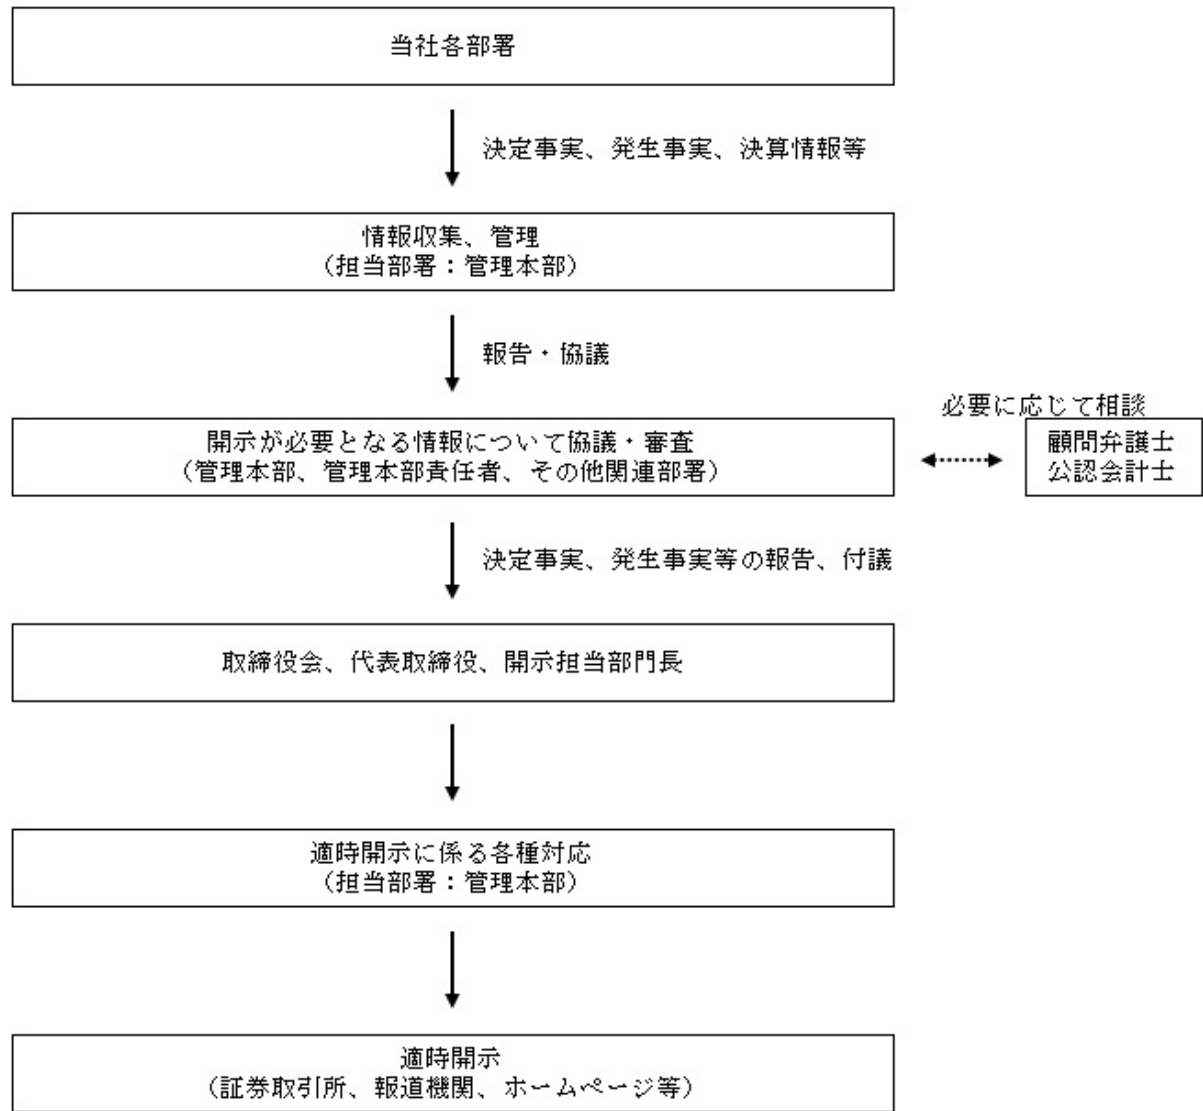 当社各部署
決定事実、発生事実、決算情報等
情報収集、管理
（担当部署：管理本部）
報告・協議
必要に応じて相談
開示が必要となる情報について協議・審査
（管理本部、管理本部責任者、その他関連部署）
顧問弁護士
公認会計士
決定事実、発生事実等の報告、付議
取締役会、代表取締役、開示担当部門長
適時開示に係る各種対応
（担当部署：管理本部）
適時開示
（証券取引所、報道機関、ホームページ等）